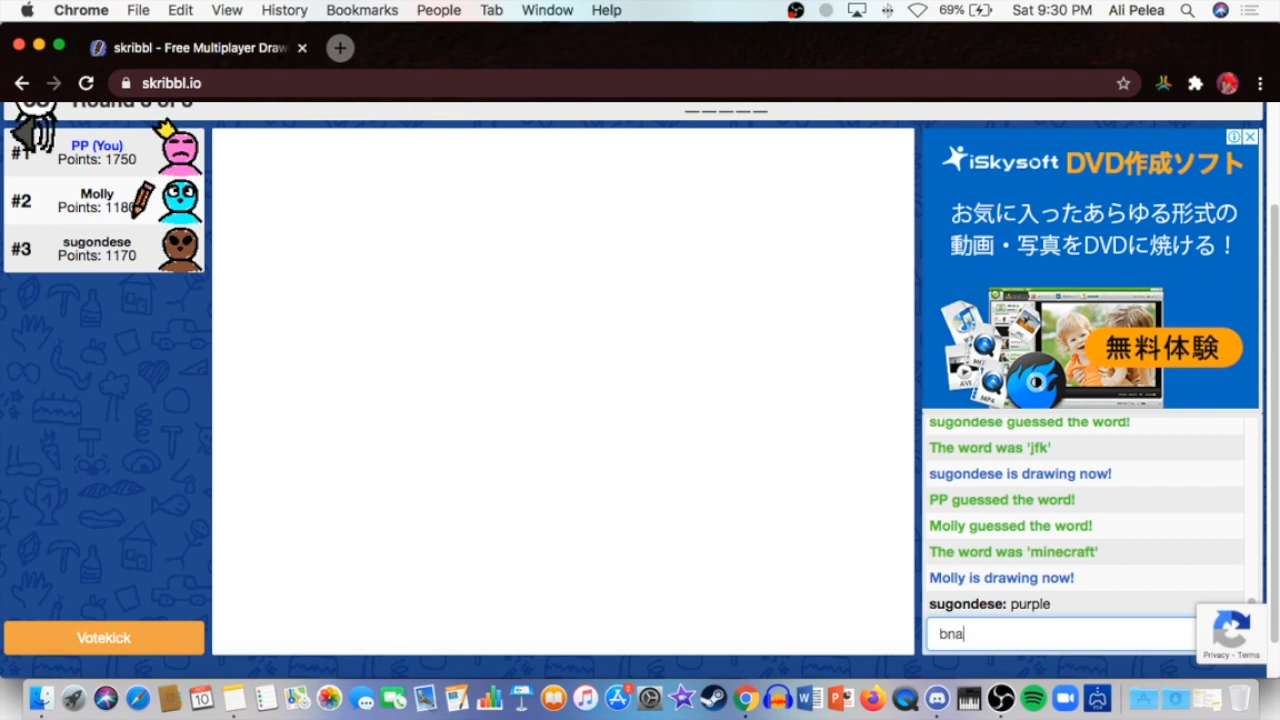 Chrome File Edit View History Bookmarks People Tab Window Help 69% Sat 9:30 PM Ali Pelea
skribbl - Free Multiplayer Draw
skribbl.io
_ _ _ _ _
#1 PP (You)
Points: 1750
#2 Molly
Points: 1180
#3 sugondese
Points: 1170
Votekick
iSkysoft DVD作成ソフト
お気に入ったあらゆる形式の
動画・写真をDVDに焼ける!
無料体験
AVI
MP4
sugondese guessed the word!
The word was 'jfk'
sugondese is drawing now!
PP guessed the word!
Molly guessed the word!
The word was 'minecraft'
Molly is drawing now!
sugondese: purple
bna
Privacy - Terms
OCT
10